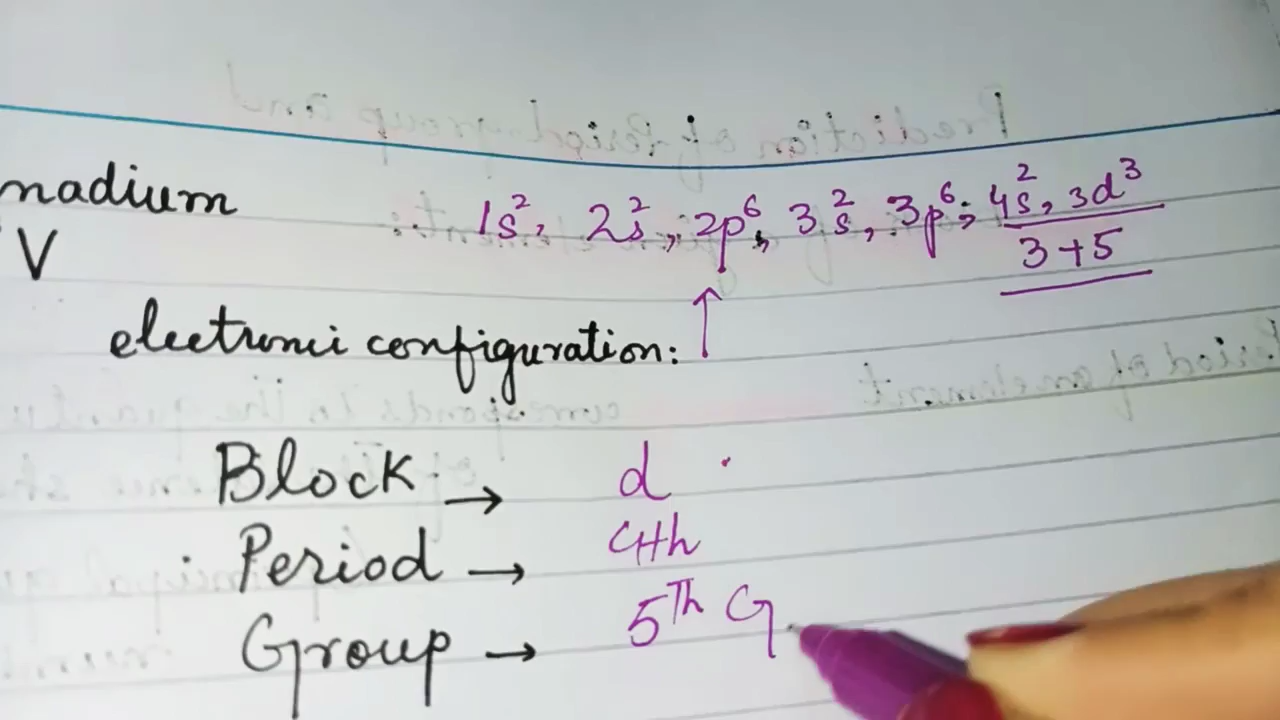 nadium 1s², 2s², 2p⁶, 3s², 3p⁶; 4s², 3d³
V 3+5
electronic configuration: ↑
Block → d
Period → 4th
Group → 5Th G